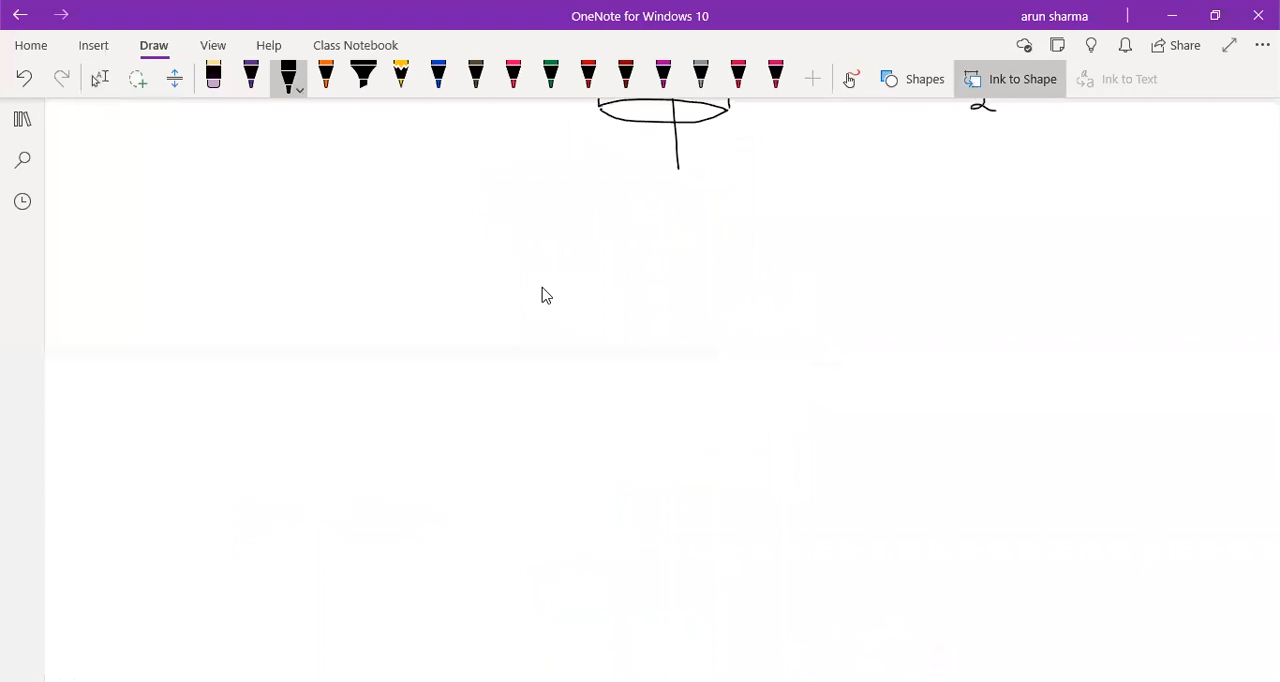 OneNote for Windows 10
arun sharma
Home Insert Draw View Help Class Notebook
Share
Shapes Ink to Shape Ink to Text
2